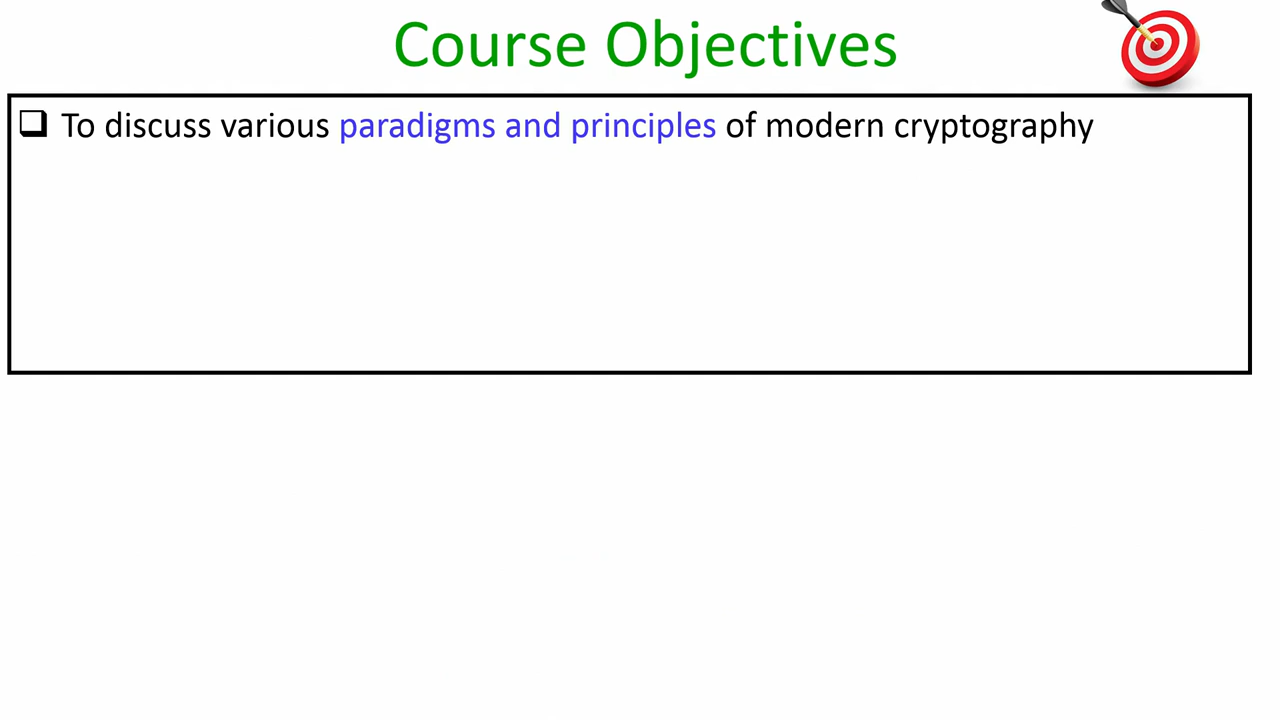 Course Objectives
❑ To discuss various paradigms and principles of modern cryptography